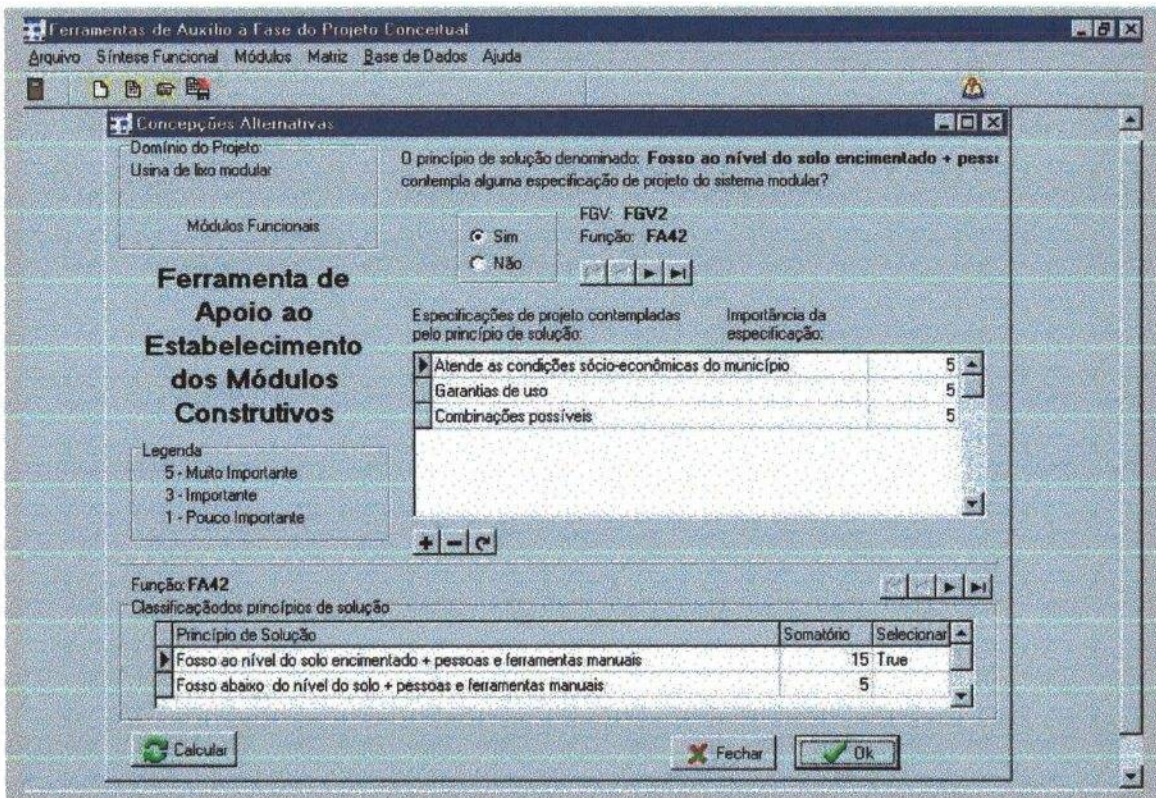 Ferramentas de Auxílio à Fase do Projeto Conceitual
Arquivo Síntese Funcional Módulos Matriz Base de Dados Ajuda
Concepções Alternativas
Domínio do Projeto:
Usina de lixo modular
Módulos Funcionais
O princípio de solução denominado: Fosso ao nível do solo encimentado + pess
contempla alguma especificação de projeto do sistema modular?
Sim
Não
FGV: FGV2
Função: FA42
Ferramenta de
Apoio ao
Estabelecimento
dos Módulos
Construtivos
Especificações de projeto contempladas
pelo princípio de solução:
Importância da
especificação:
Atende as condições sócio-econômicas do município 5
Garantias de uso 5
Combinações possíveis 5
Legenda
5 - Muito Importante
3 - Importante
1 - Pouco Importante
Função: FA42
Classificaçãodos princípios de solução
Princípio de Solução Somatório Selecionar
Fosso ao nível do solo encimentado + pessoas e ferramentas manuais 15 True
Fosso abaixo do nível do solo + pessoas e ferramentas manuais 5
Calcular
Fechar
Ok